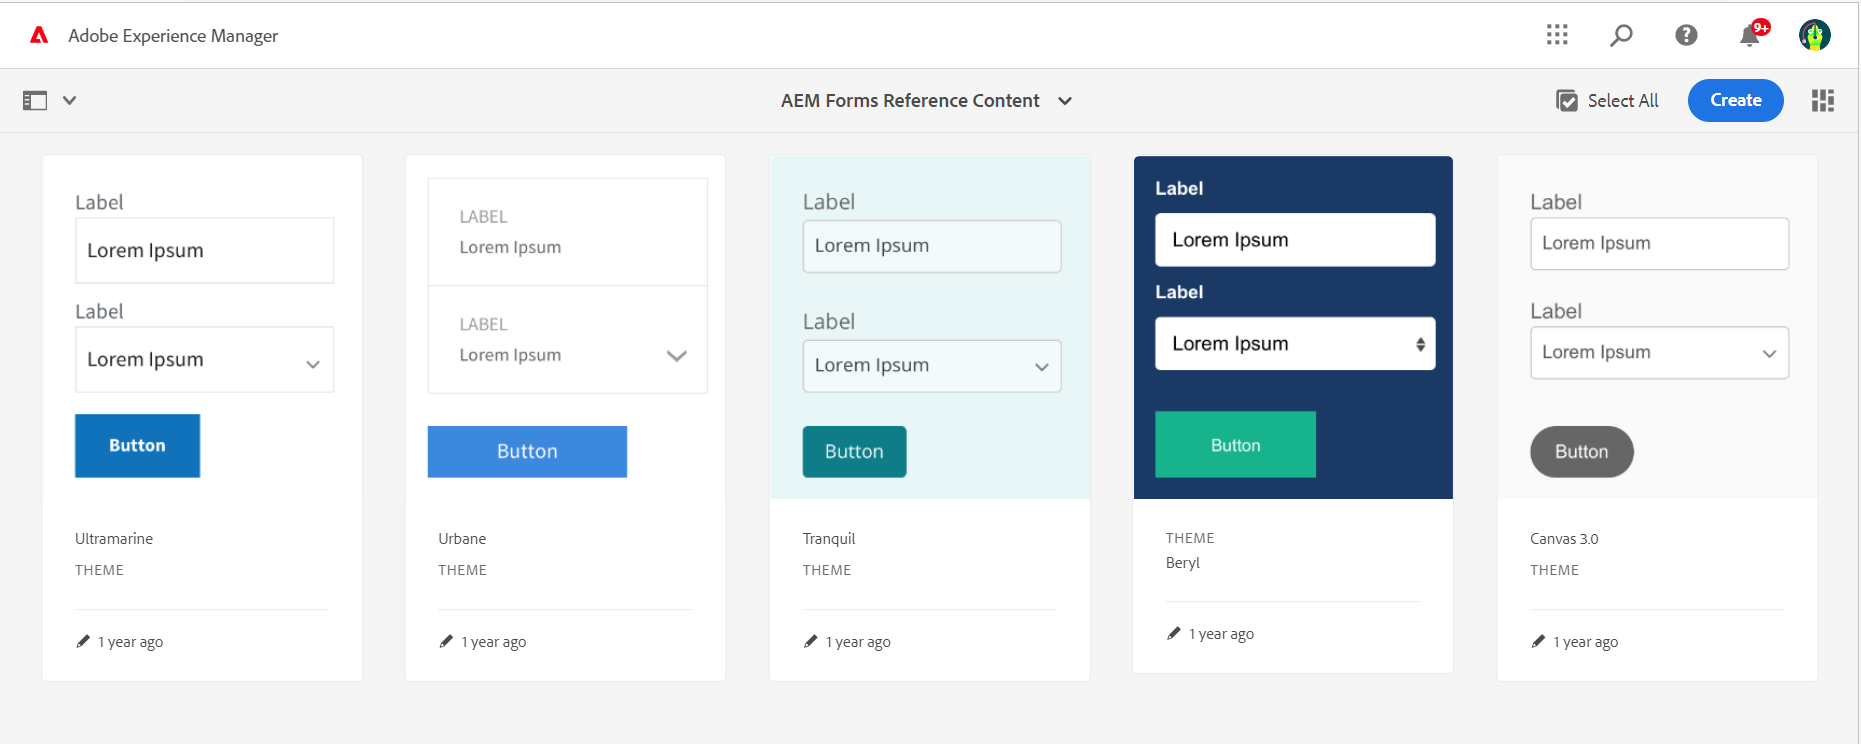 Adobe Experience Manager
9+
AEM Forms Reference Content
Select All
Create
Label
Lorem Ipsum
Label
Lorem Ipsum
Button
Ultramarine
THEME
1 year ago
LABEL
Lorem Ipsum
LABEL
Lorem Ipsum
Button
Urbane
THEME
1 year ago
Label
Lorem Ipsum
Label
Lorem Ipsum
Button
Tranquil
THEME
1 year ago
Label
Lorem Ipsum
Label
Lorem Ipsum
Button
THEME
Beryl
1 year ago
Label
Lorem Ipsum
Label
Lorem Ipsum
Button
Canvas 3.0
THEME
1 year ago